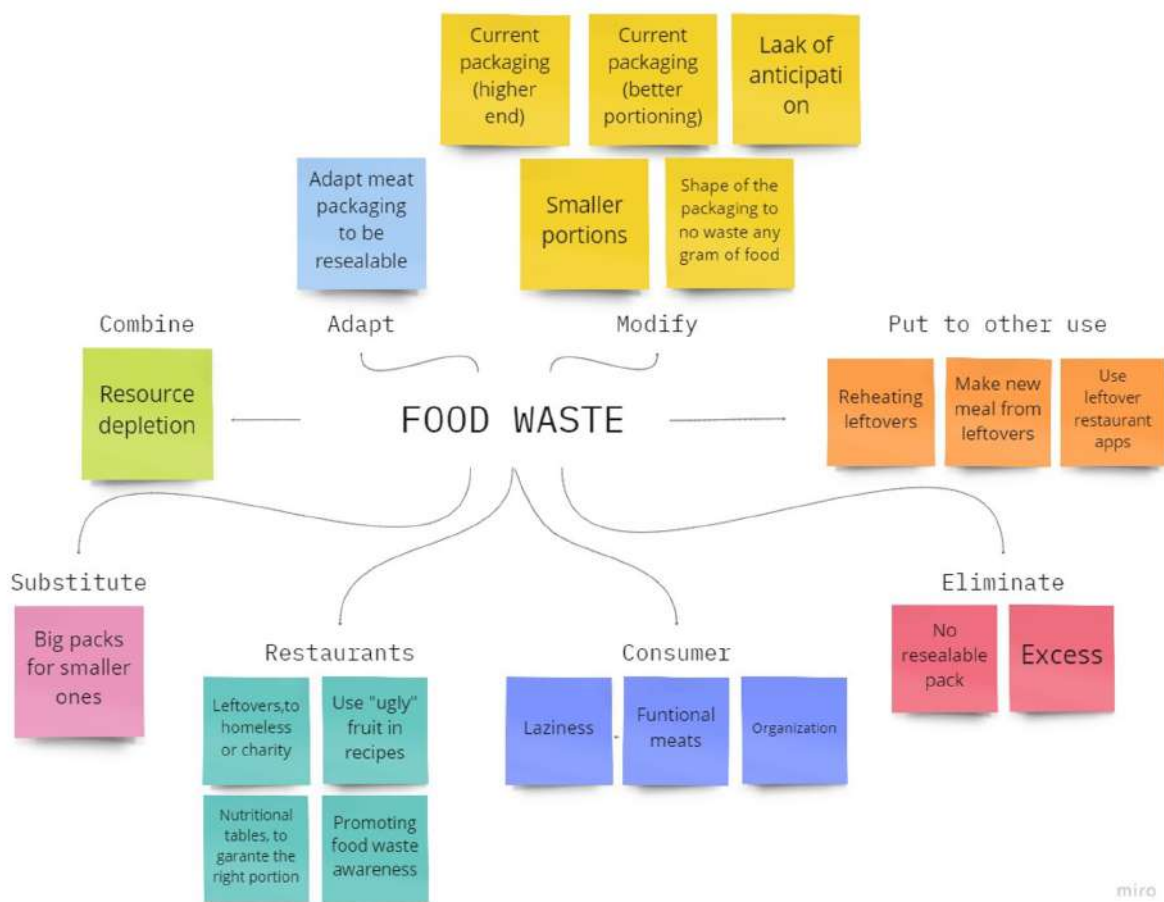 Current
packaging
(higher
end)
Current
packaging
(better
portioning)
Laak of
anticipati
on
Adapt meat
packaging
to be
resealable
Smaller
portions
Shape of the
packaging to
no waste any
gram of food
Combine
Adapt
Modify
Put to other use
Resource
depletion
FOOD WASTE
Reheating
leftovers
Make new
meal from
leftovers
Use
leftover
restaurant
apps
Substitute
Big packs
for smaller
ones
Restaurants
Leftovers,to
homeless
or charity
Use "ugly"
fruit in
recipes
Nutritional
tables, to
garante the
right portion
Promoting
food waste
awareness
Consumer
Laziness
Funtional
meats
Organization
Eliminate
No
resealable
pack
Excess
miro